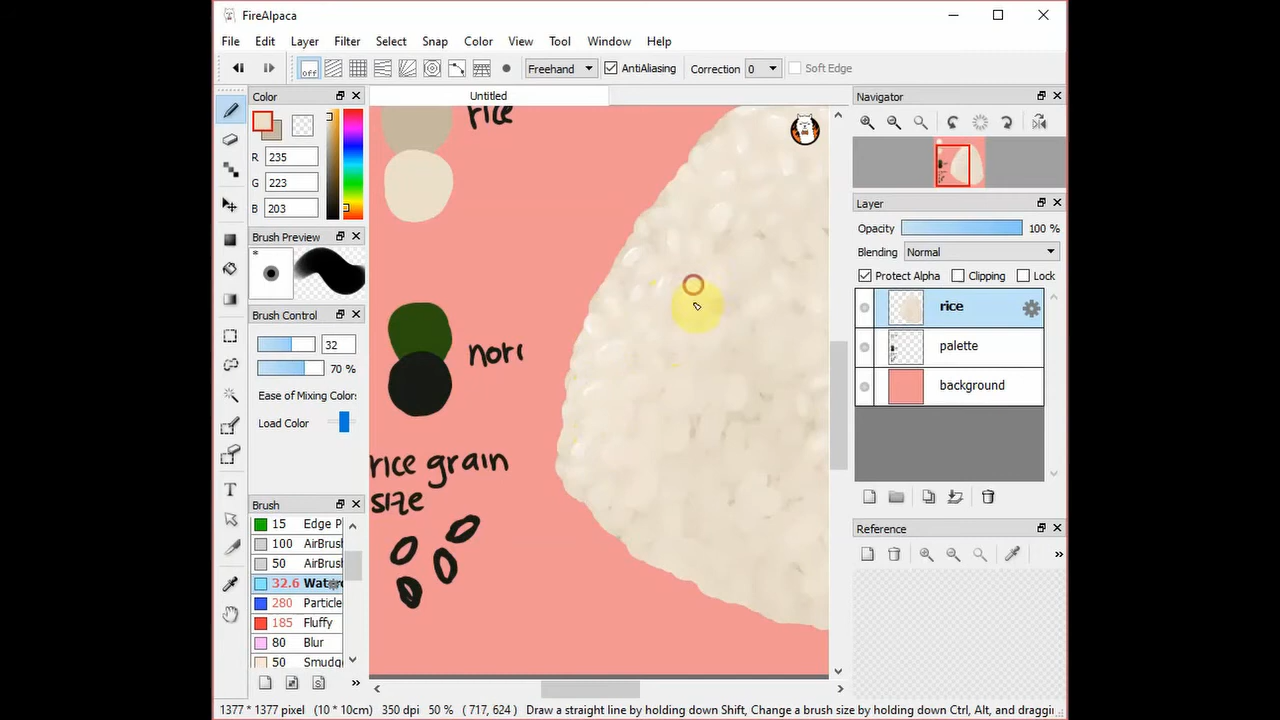 FireAlpaca
File Edit Layer Filter Select Snap Color View Tool Window Help
Off Freehand AntiAliasing Correction 0 Soft Edge
Color
Untitled
Navigator
R 235
G 223
B 203
rice
Brush Preview
*
Layer
Opacity 100 %
Blending Normal
Protect Alpha Clipping Lock
rice
palette
background
Brush Control
32
70 %
Ease of Mixing Color:
Load Color
nori
rice grain
size
Brush
15 Edge P
100 AirBrush
50 AirBrush
32.6 Waterc
280 Particle
185 Fluffy
80 Blur
50 Smudg
Reference
1377 * 1377 pixel (10 * 10cm) 350 dpi 50 % ( 717, 624 ) Draw a straight line by holding down Shift, Change a brush size by holding down Ctrl, Alt, and draggin